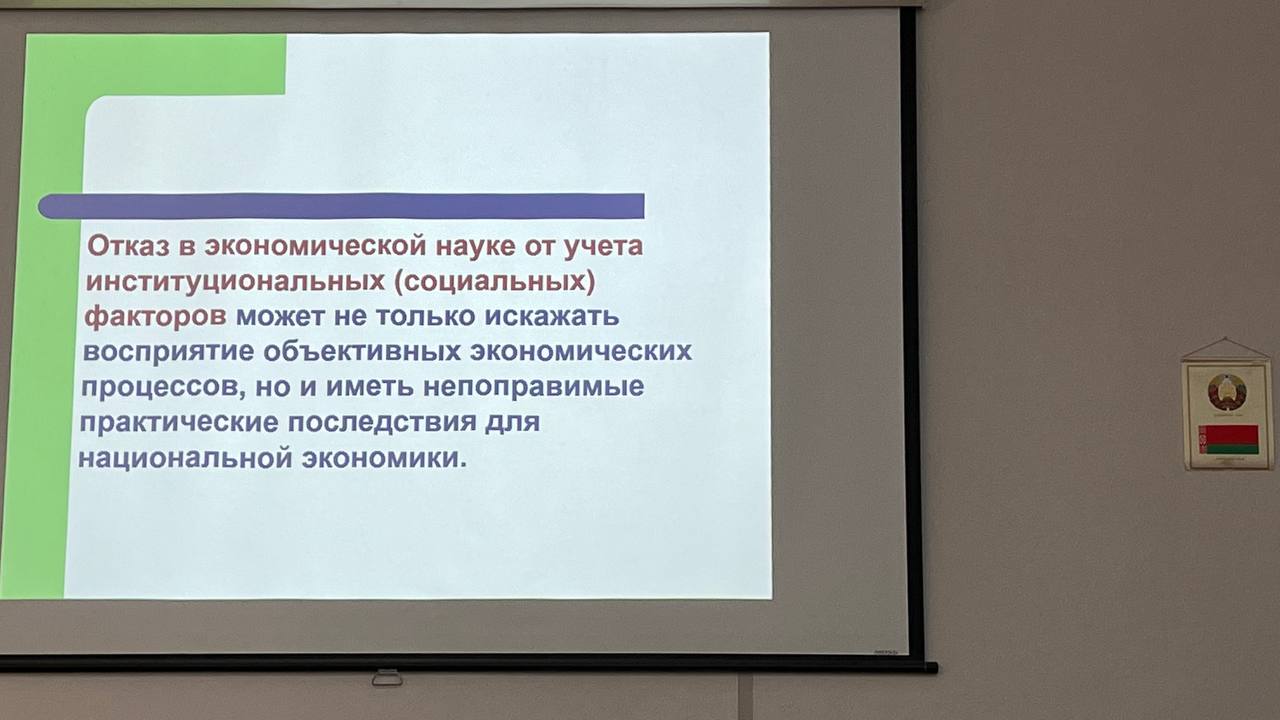 Отказ в экономической науке от учета
институциональных (социальных)
факторов может не только искажать
восприятие объективных экономических
процессов, но и иметь непоправимые
практические последствия для
национальной экономики.